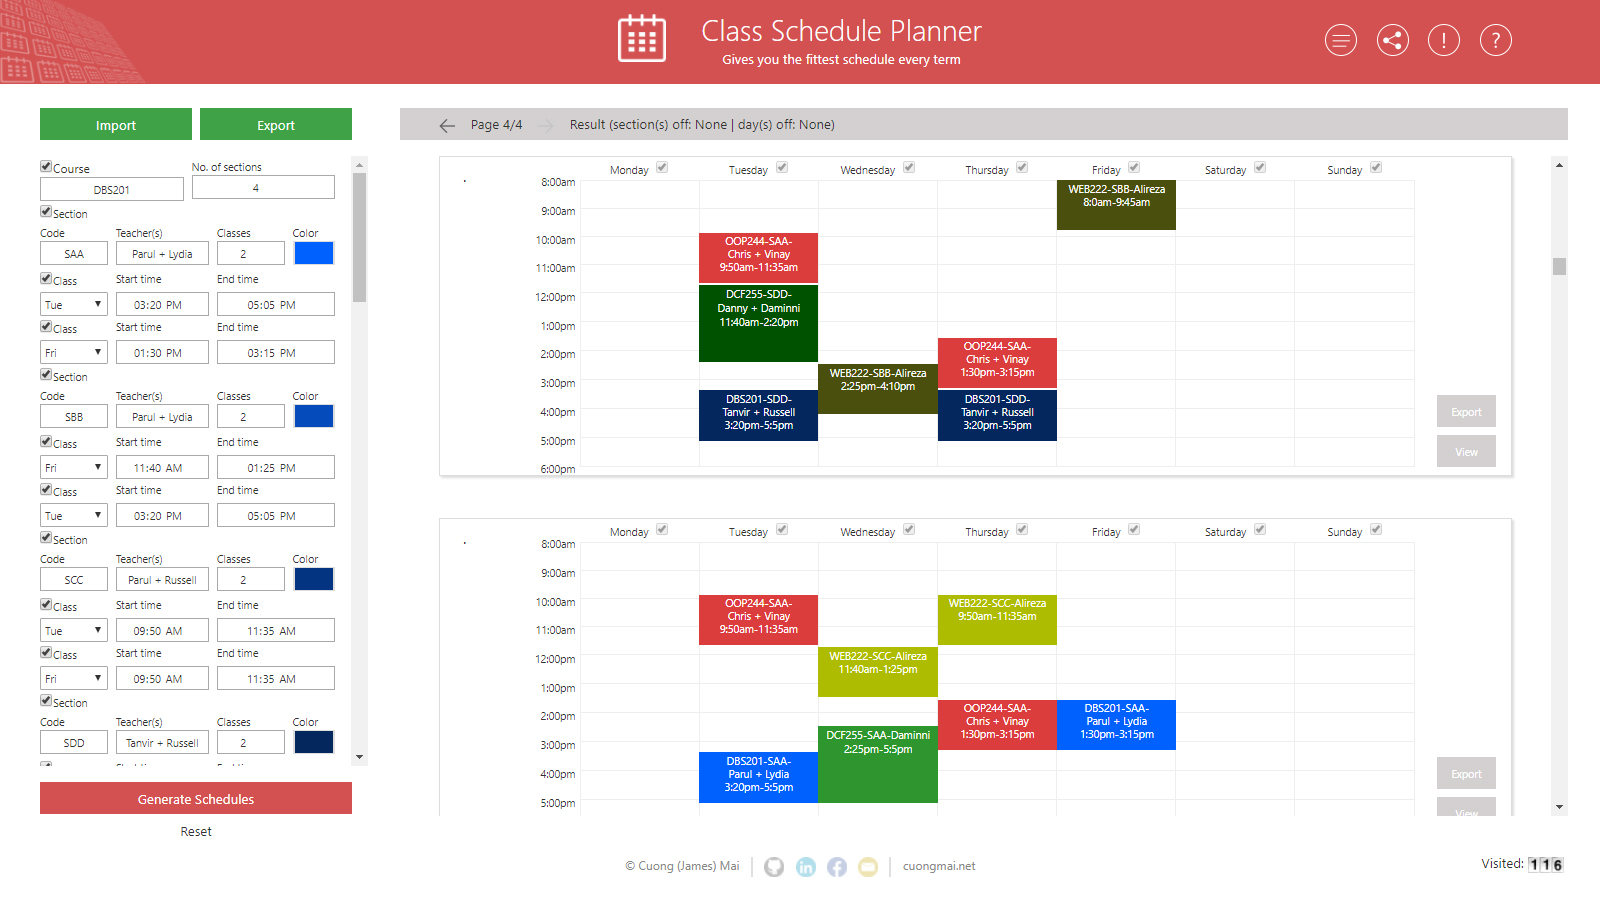 Class Schedule Planner
Gives you the fittest schedule every term
!
?
Import
Export
Course
No. of sections
DBS201
4
Section
Code
Teacher(s)
Classes
Color
SAA
Parul + Lydia
2
Class
Start time
End time
Tue
03:20 PM
05:05 PM
Class
Start time
End time
Fri
01:30 PM
03:15 PM
Section
Code
Teacher(s)
Classes
Color
SBB
Parul + Lydia
2
Class
Start time
End time
Fri
11:40 AM
01:25 PM
Class
Start time
End time
Tue
03:20 PM
05:05 PM
Section
Code
Teacher(s)
Classes
Color
SCC
Parul + Russell
2
Class
Start time
End time
Tue
09:50 AM
11:35 AM
Class
Start time
End time
Fri
09:50 AM
11:35 AM
Section
Code
Teacher(s)
Classes
Color
SDD
Tanvir + Russell
2
Generate Schedules
Reset
Page 4/4
Result (section(s) off: None | day(s) off: None)
Monday
Tuesday
Wednesday
Thursday
Friday
Saturday
Sunday
8:00am
9:00am
10:00am
11:00am
12:00pm
1:00pm
2:00pm
3:00pm
4:00pm
5:00pm
6:00pm
OOP244-SAA-
Chris + Vinay
9:50am-11:35am
DCF255-SDD-
Danny + Daminni
11:40am-2:20pm
DBS201-SDD-
Tanvir + Russell
3:20pm-5:5pm
WEB222-SBB-Alireza
2:25pm-4:10pm
OOP244-SAA-
Chris + Vinay
1:30pm-3:15pm
DBS201-SDD-
Tanvir + Russell
3:20pm-5:5pm
WEB222-SBB-Alireza
8:0am-9:45am
Export
View
Monday
Tuesday
Wednesday
Thursday
Friday
Saturday
Sunday
8:00am
9:00am
10:00am
11:00am
12:00pm
1:00pm
2:00pm
3:00pm
4:00pm
5:00pm
OOP244-SAA-
Chris + Vinay
9:50am-11:35am
DBS201-SAA-
Parul + Lydia
3:20pm-5:5pm
WEB222-SCC-Alireza
11:40am-1:25pm
DCF255-SAA-Daminni
2:25pm-5:5pm
WEB222-SCC-Alireza
9:50am-11:35am
OOP244-SAA-
Chris + Vinay
1:30pm-3:15pm
DBS201-SAA-
Parul + Lydia
1:30pm-3:15pm
Export
View
© Cuong (James) Mai
in
f
cuongmai.net
Visited: 116